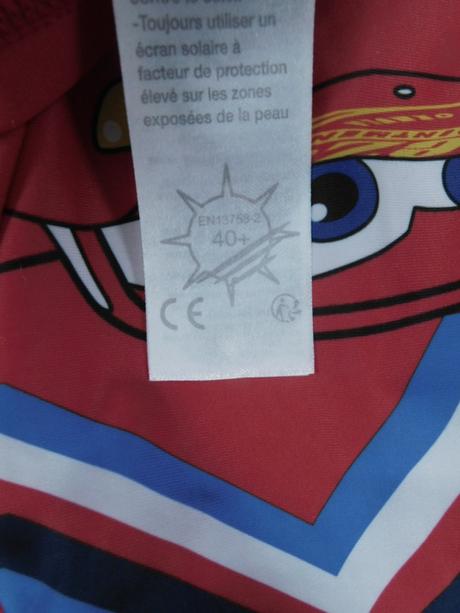 -Toujours utiliser un
écran solaire à
facteur de protection
élevé sur les zones
exposées de la peau
EN13758-2
40+
CE